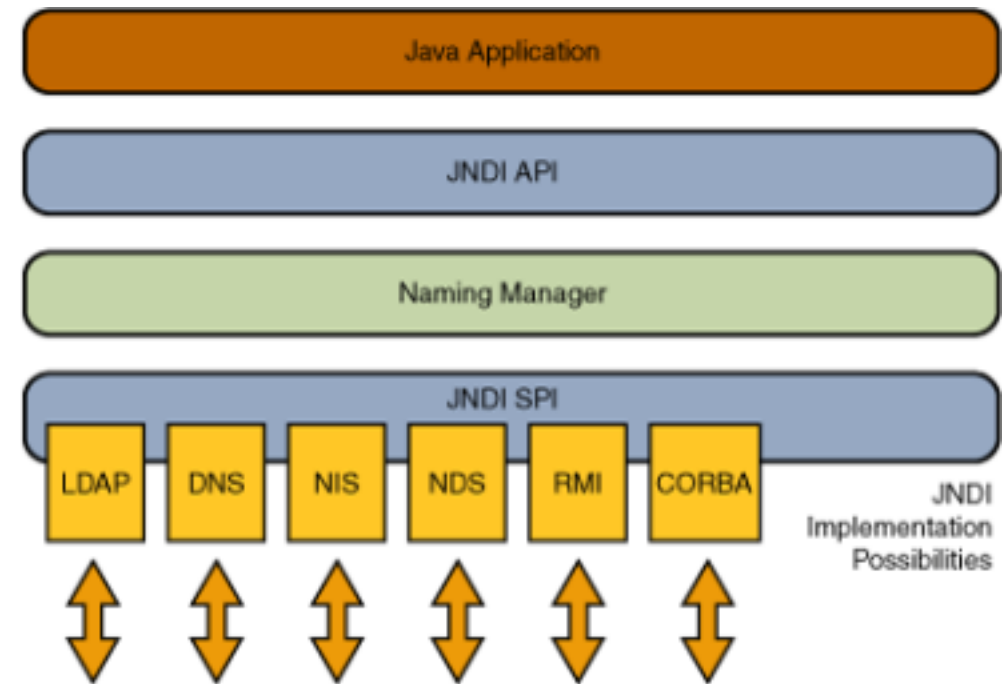 Java Application
JNDI API
Naming Manager
JNDI SPI
LDAP
DNS
NIS
NDS
RMI
CORBA
JNDI
Implementation
Possibilities